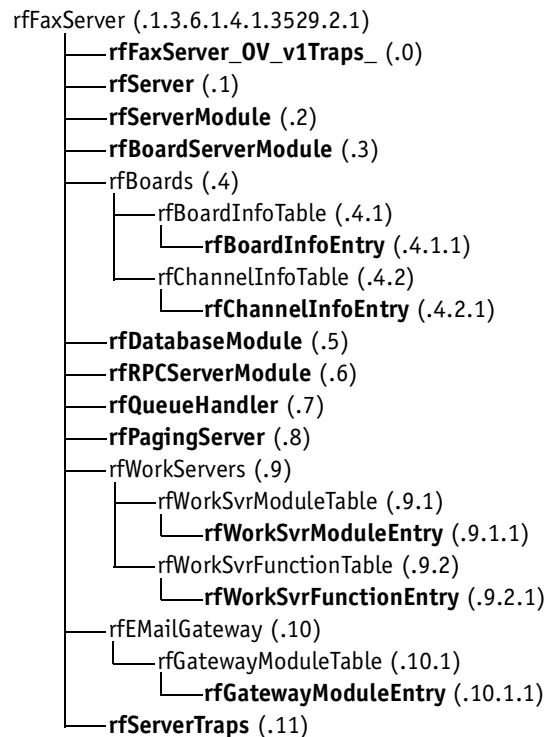 rfFaxServer (.1.3.6.1.4.1.3529.2.1)
rfFaxServer_OV_v1Traps_ (.0)
rfServer (.1)
rfServerModule (.2)
rfBoardServerModule (.3)
rfBoards (.4)
rfBoardInfoTable (.4.1)
rfBoardInfoEntry (.4.1.1)
rfChannelInfoTable (.4.2)
rfChannelInfoEntry (.4.2.1)
rfDatabaseModule (.5)
rfRPCServerModule (.6)
rfQueueHandler (.7)
rfPagingServer (.8)
rfWorkServers (.9)
rfWorkSvrModuleTable (.9.1)
rfWorkSvrModuleEntry (.9.1.1)
rfWorkSvrFunctionTable (.9.2)
rfWorkSvrFunctionEntry (.9.2.1)
rfEMailGateway (.10)
rfGatewayModuleTable (.10.1)
rfGatewayModuleEntry (.10.1.1)
rfServerTraps (.11)